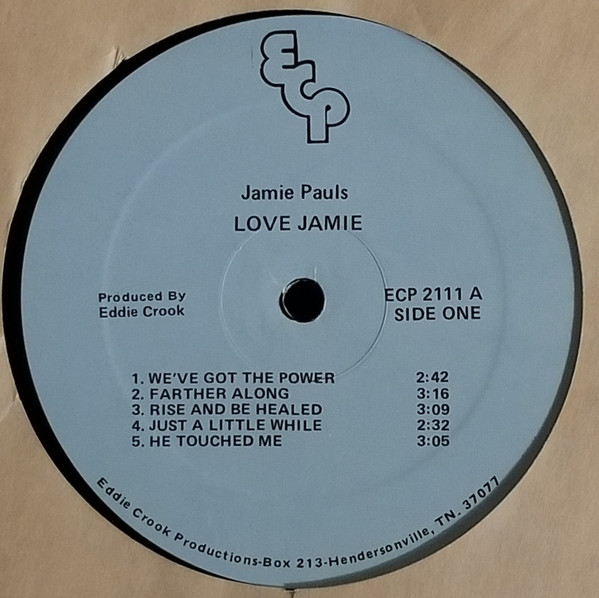 ECP
Jamie Pauls
LOVE JAMIE
Produced By
Eddie Crook
ECP 2111 A
SIDE ONE
1. WE'VE GOT THE POWER 2:42
2. FARTHER ALONG 3:16
3. RISE AND BE HEALED 3:09
4. JUST A LITTLE WHILE 2:32
5. HE TOUCHED ME 3:05
Eddie Crook Productions-Box 213-Hendersonville, TN. 37077